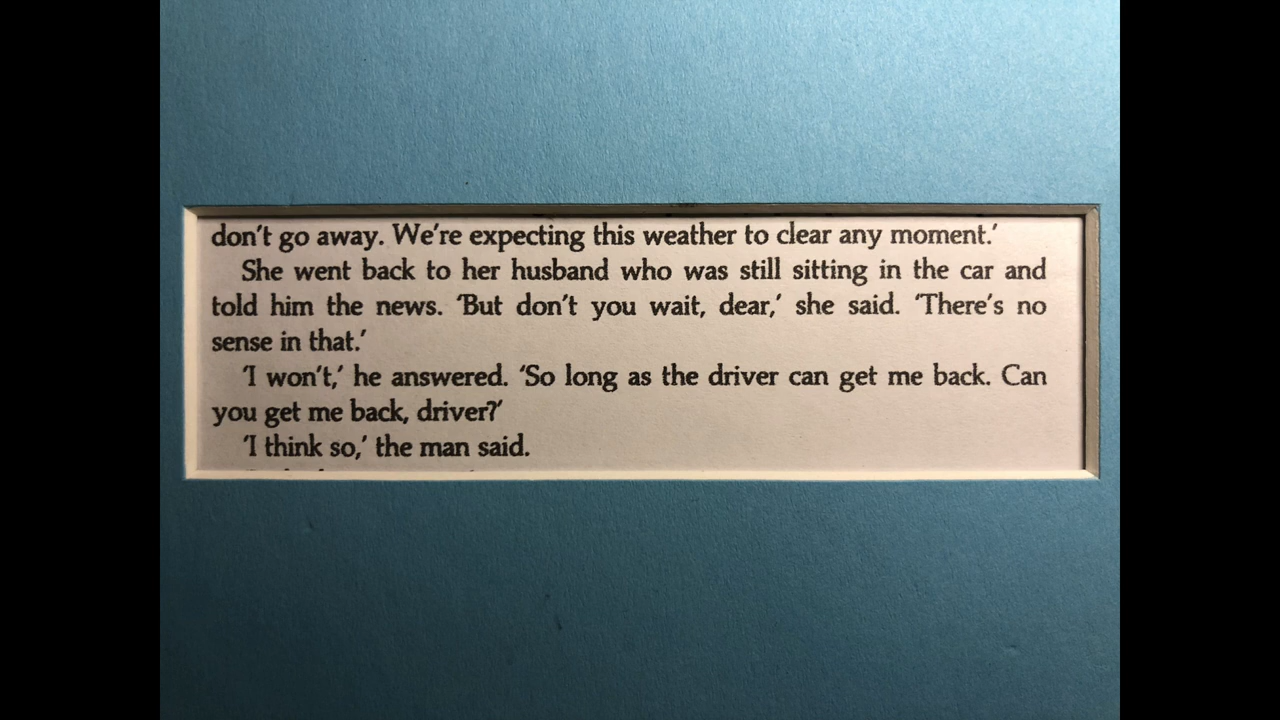 don't go away. We're expecting this weather to clear any moment.'
She went back to her husband who was still sitting in the car and
told him the news. 'But don't you wait, dear,' she said. 'There's no
sense in that.'
'I won't,' he answered. 'So long as the driver can get me back. Can
you get me back, driver?'
'I think so,' the man said.